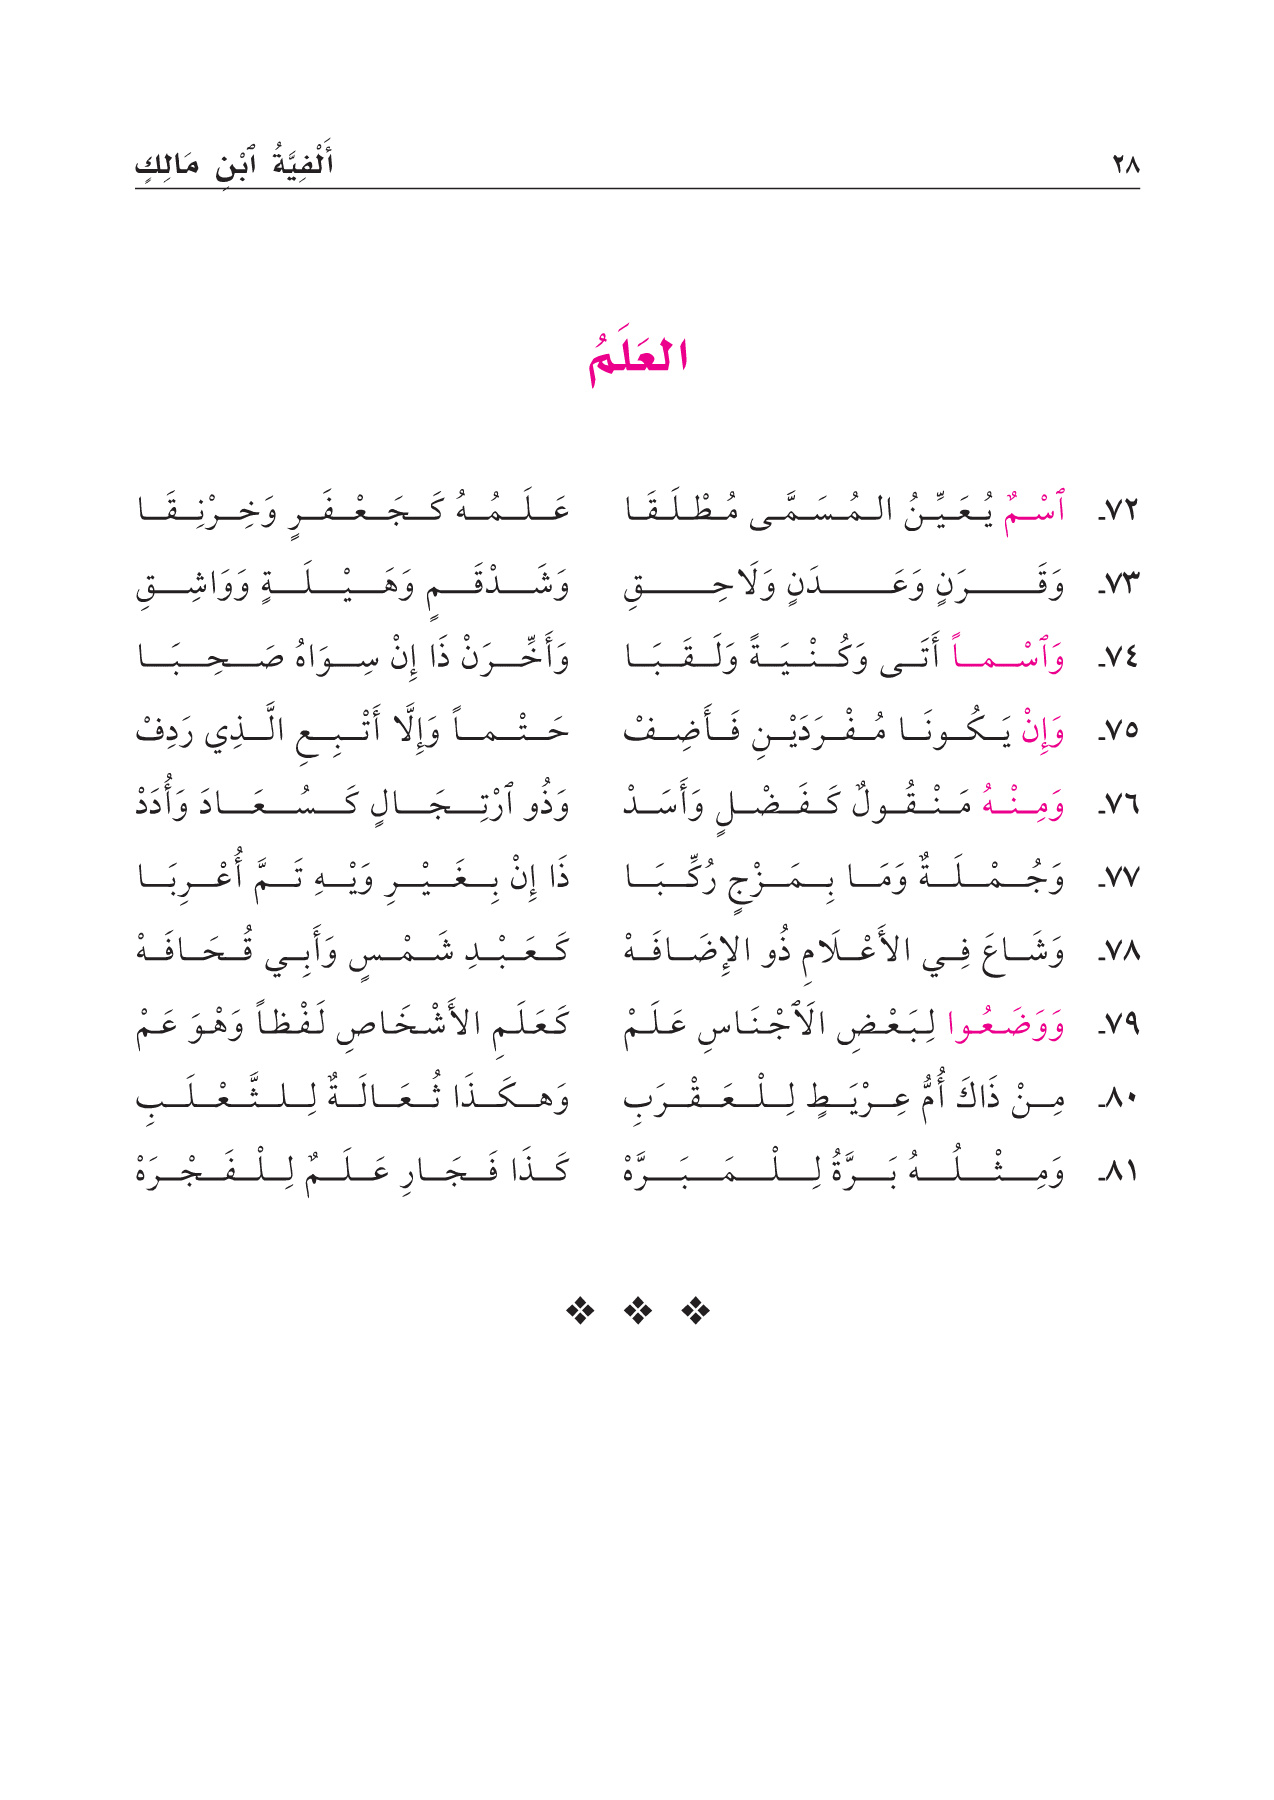 ٢٨ أَلْفِيَّةُ ٱبْنِ مَالِكٍ
العَلَمُ
٧٢ـ ٱسْمٌ يُعَيِّنُ المُسَمَّى مُطْلَقَا عَلَمُهُ كَجَعْفَرٍ وَخِرْنِقَا
٧٣ـ وَقَرَنٍ وَعَدَنٍ وَلَاحِقِ وَشَدْقَمٍ وَهَيْلَةٍ وَوَاشِقِ
٧٤ـ وَٱسْماً أَتَى وَكُنْيَةً وَلَقَبَا وَأَخِّرَنْ ذَا إِنْ سِوَاهُ صَحِبَا
٧٥ـ وَإِنْ يَكُونَا مُفْرَدَيْنِ فَأَضِفْ حَتْماً وَإِلَّا أَتْبِعِ الَّذِي رَدِفْ
٧٦ـ وَمِنْهُ مَنْقُولٌ كَفَضْلٍ وَأَسَدْ وَذُو ٱرْتِجَالٍ كَسُعَادَ وَأُدَدْ
٧٧ـ وَجُمْلَةٌ وَمَا بِمَزْجٍ رُكِّبَا ذَا إِنْ بِغَيْرِ وَيْهِ تَمَّ أُعْرِبَا
٧٨ـ وَشَاعَ فِي الأَعْلَامِ ذُو الإِضَافَهْ كَعَبْدِ شَمْسٍ وَأَبِي قُحَافَهْ
٧٩ـ وَوَضَعُوا لِبَعْضِ الَاجْنَاسِ عَلَمْ كَعَلَمِ الأَشْخَاصِ لَفْظاً وَهْوَ عَمْ
٨٠ـ مِنْ ذَاكَ أُمُّ عِرْيَطٍ لِلْعَقْرَبِ وَهكَذَا ثُعَالَةٌ لِلثَّعْلَبِ
٨١ـ وَمِثْلُهُ بَرَّةُ لِلْمَبَرَّهْ كَذَا فَجَارِ عَلَمٌ لِلْفَجْرَهْ